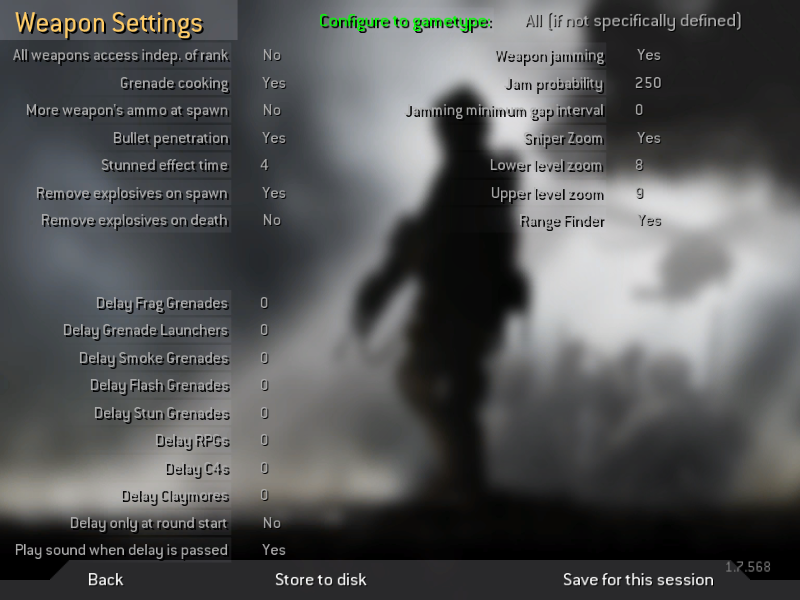 Weapon Settings
Configure to gametype: All (if not specifically defined)
All weapons access indep. of rank No
Grenade cooking Yes
More weapon's ammo at spawn No
Bullet penetration Yes
Stunned effect time 4
Remove explosives on spawn Yes
Remove explosives on death No
Weapon jamming Yes
Jam probability 250
Jamming minimum gap interval 0
Sniper Zoom Yes
Lower level zoom 8
Upper level zoom 9
Range Finder Yes
Delay Frag Grenades 0
Delay Grenade Launchers 0
Delay Smoke Grenades 0
Delay Flash Grenades 0
Delay Stun Grenades 0
Delay RPGs 0
Delay C4s 0
Delay Claymores 0
Delay only at round start No
Play sound when delay is passed Yes
1.7.568
Back Store to disk Save for this session